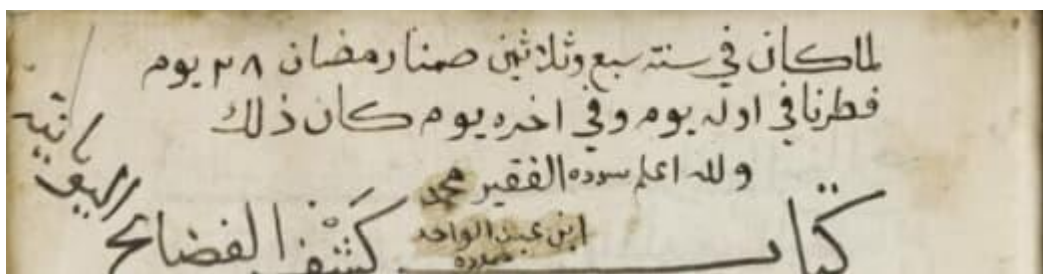 لما كان في سنة سبع وثلاثين صمنا رمضان ٢٨ يوم
فطرنا في اوله يوم وفي اخره يوم كان ذلك
ولله اعلم سوده الفقير محمد
ابن عبد الواحد
كتاب كشف الفضائح اليونانية